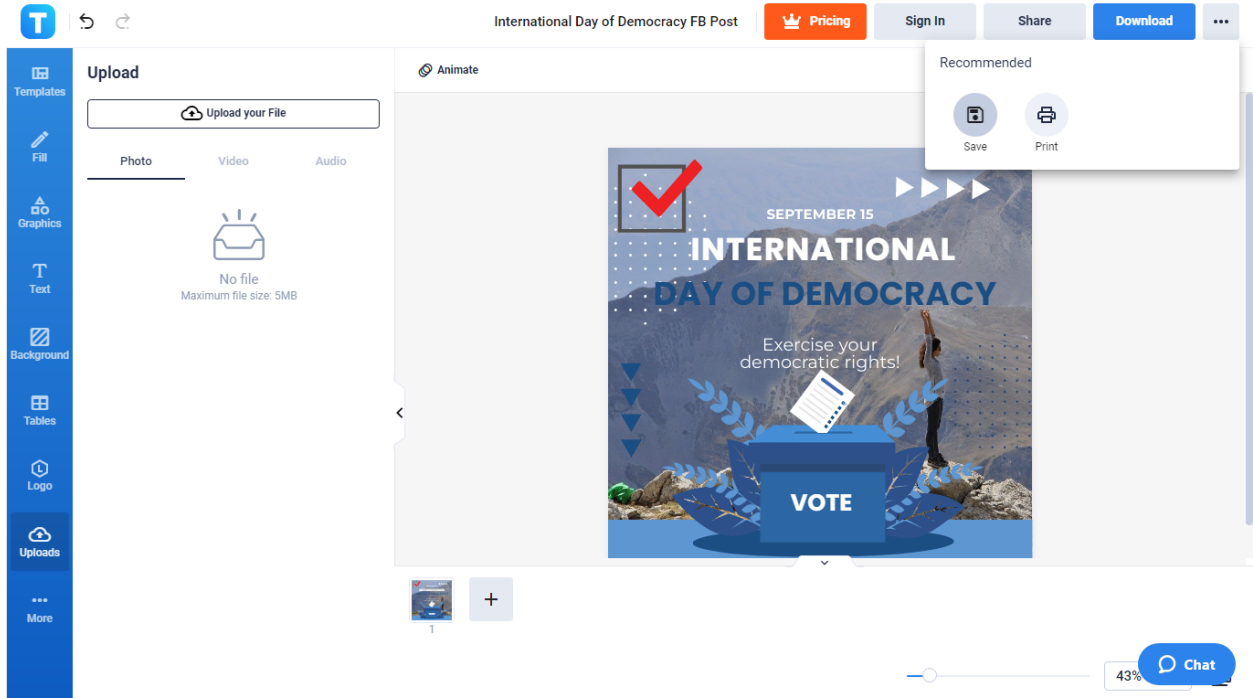 T
International Day of Democracy FB Post
Pricing
Sign In
Share
Download
Recommended
Save
Print
Templates
Fill
Graphics
Text
Background
Tables
Logo
Uploads
More
Upload
Upload your File
Photo
Video
Audio
No file
Maximum file size: 5MB
Animate
SEPTEMBER 15
INTERNATIONAL
DAY OF DEMOCRACY
Exercise your
democratic rights!
VOTE
1
43%
Chat